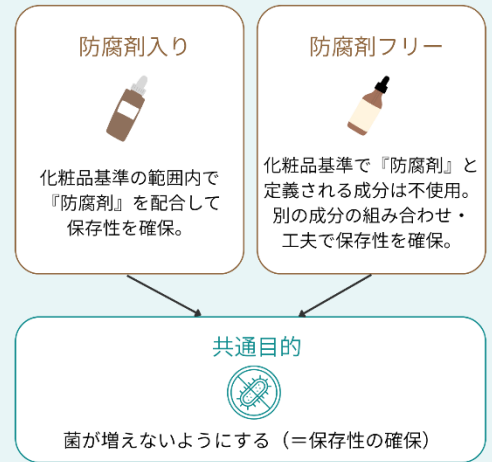 防腐剤入り
化粧品基準の範囲内で
『防腐剤』を配合して
保存性を確保。
防腐剤フリー
化粧品基準で『防腐剤』と
定義される成分は不使用。
別の成分の組み合わせ・
工夫で保存性を確保。
共通目的
菌が増えないようにする（＝保存性の確保）